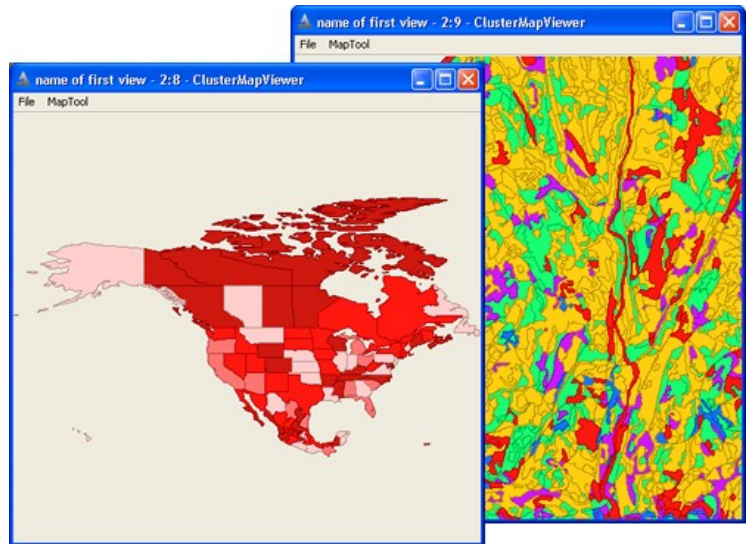 name of first view - 2:9 - ClusterMapViewer
File MapTool
name of first view - 2:8 - ClusterMapViewer
File MapTool